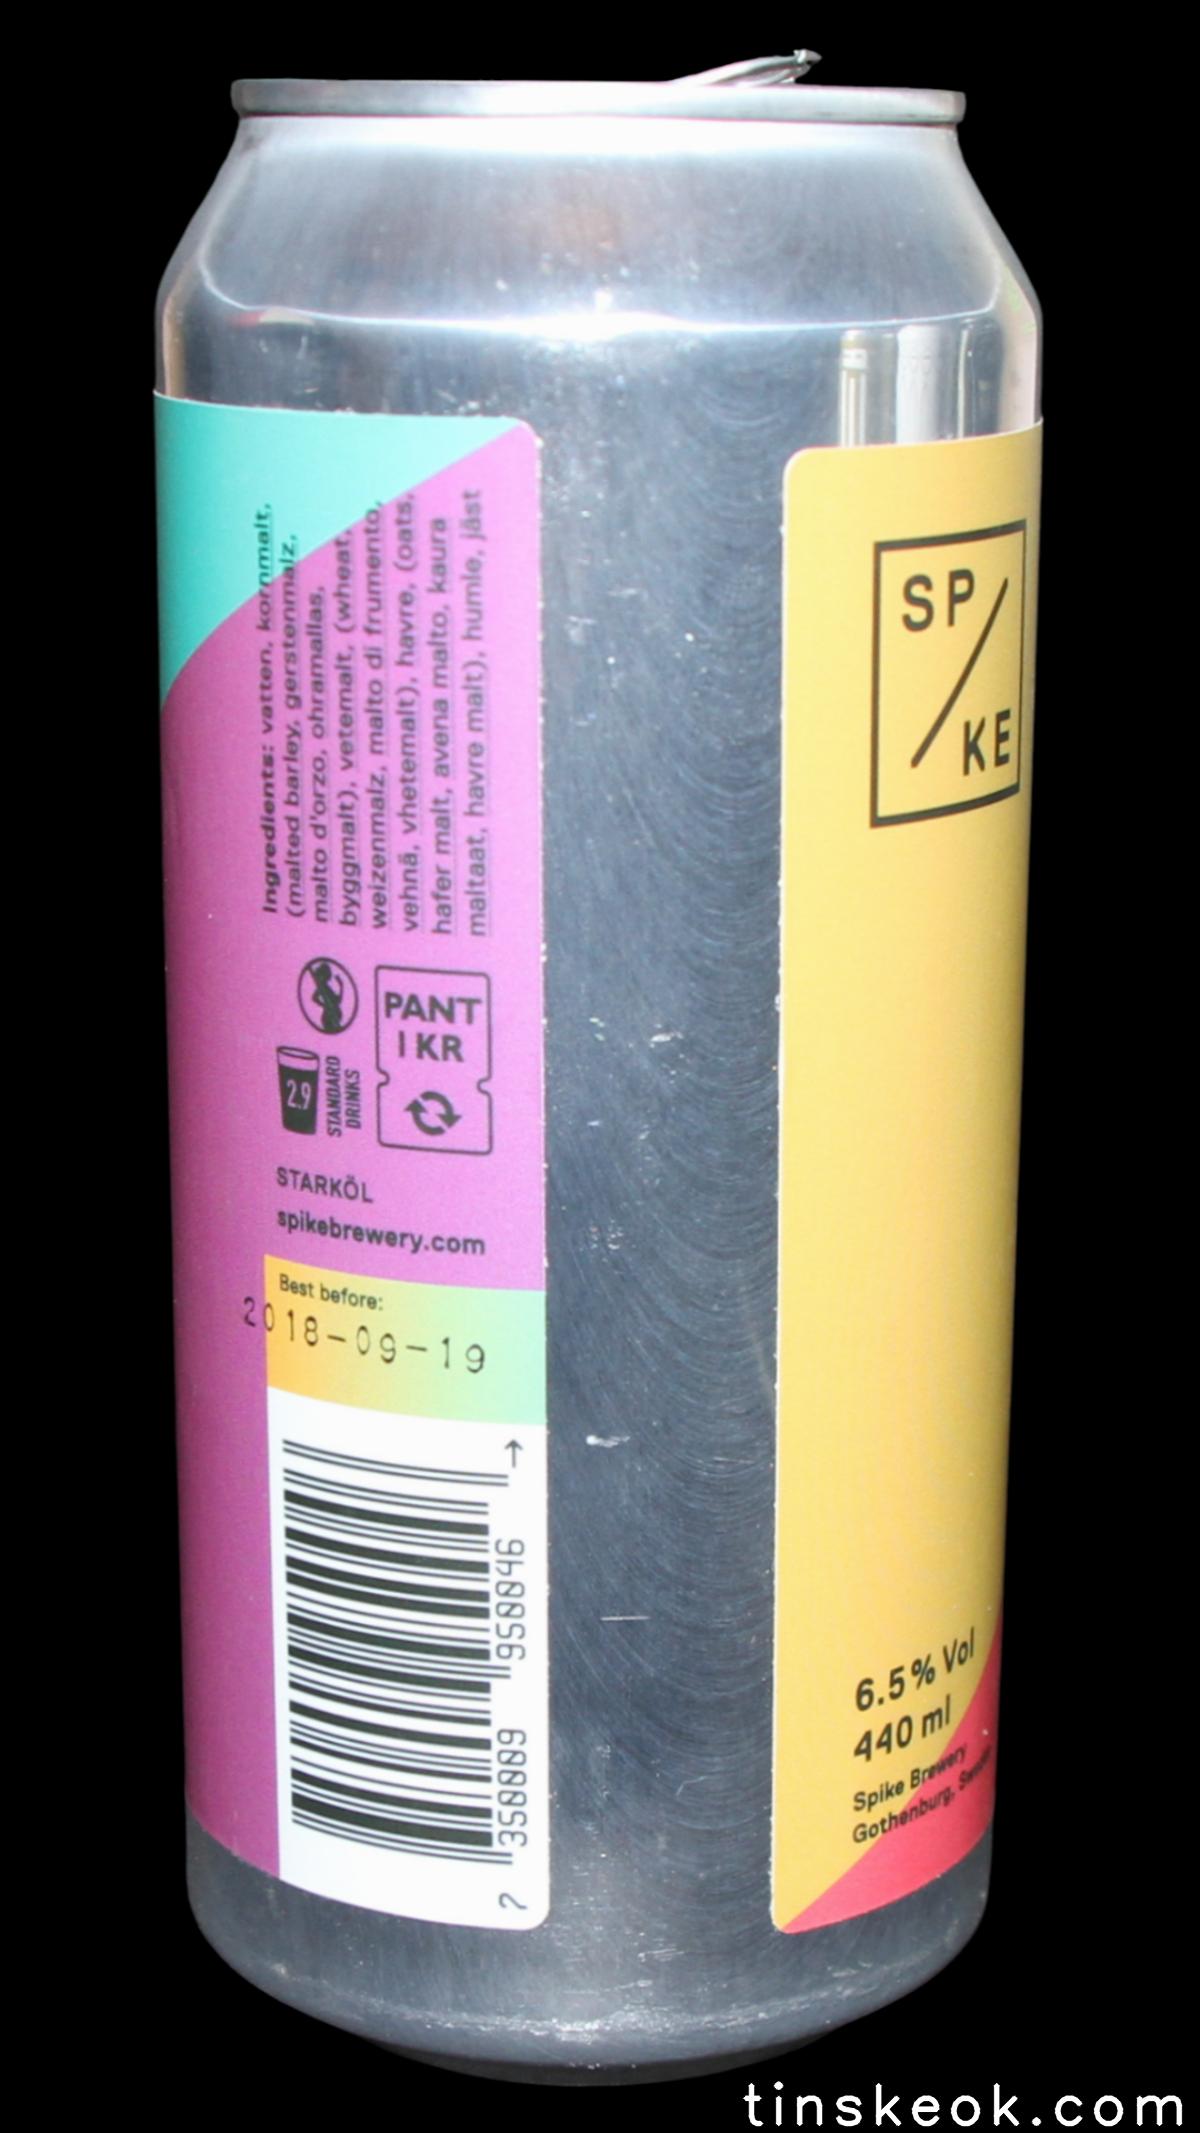 Ingredients: vatten, kornmalt,
(malted barley, gerstenmalz,
malto d'orzo, ohramallas,
byggmalt), vetemalt, (wheat,
weizenmalz, malto di frumento,
vehnä, vhetemalt), havre, (oats,
hafer malt, avena malto, kaura
maltaat, havre malt), humle, jäst
2.9
STANDARD
DRINKS
PANT
1 KR
STARKÖL
spikebrewery.com
Best before:
2018-09-19
7 350009 950046
SP/
KE
6.5% Vol
440 ml
Spike Brewery
Gothenburg, Sweden
tinskeok.com